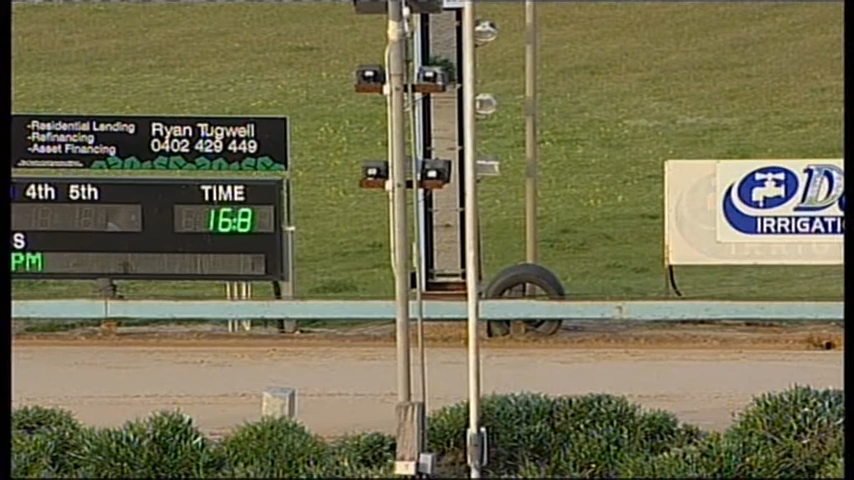 -Residential Lending
-Refinancing
-Asset Financing
Ryan Tugwell
0402 429 449
4th 5th TIME
16:8
S
PM
IRRIGATI